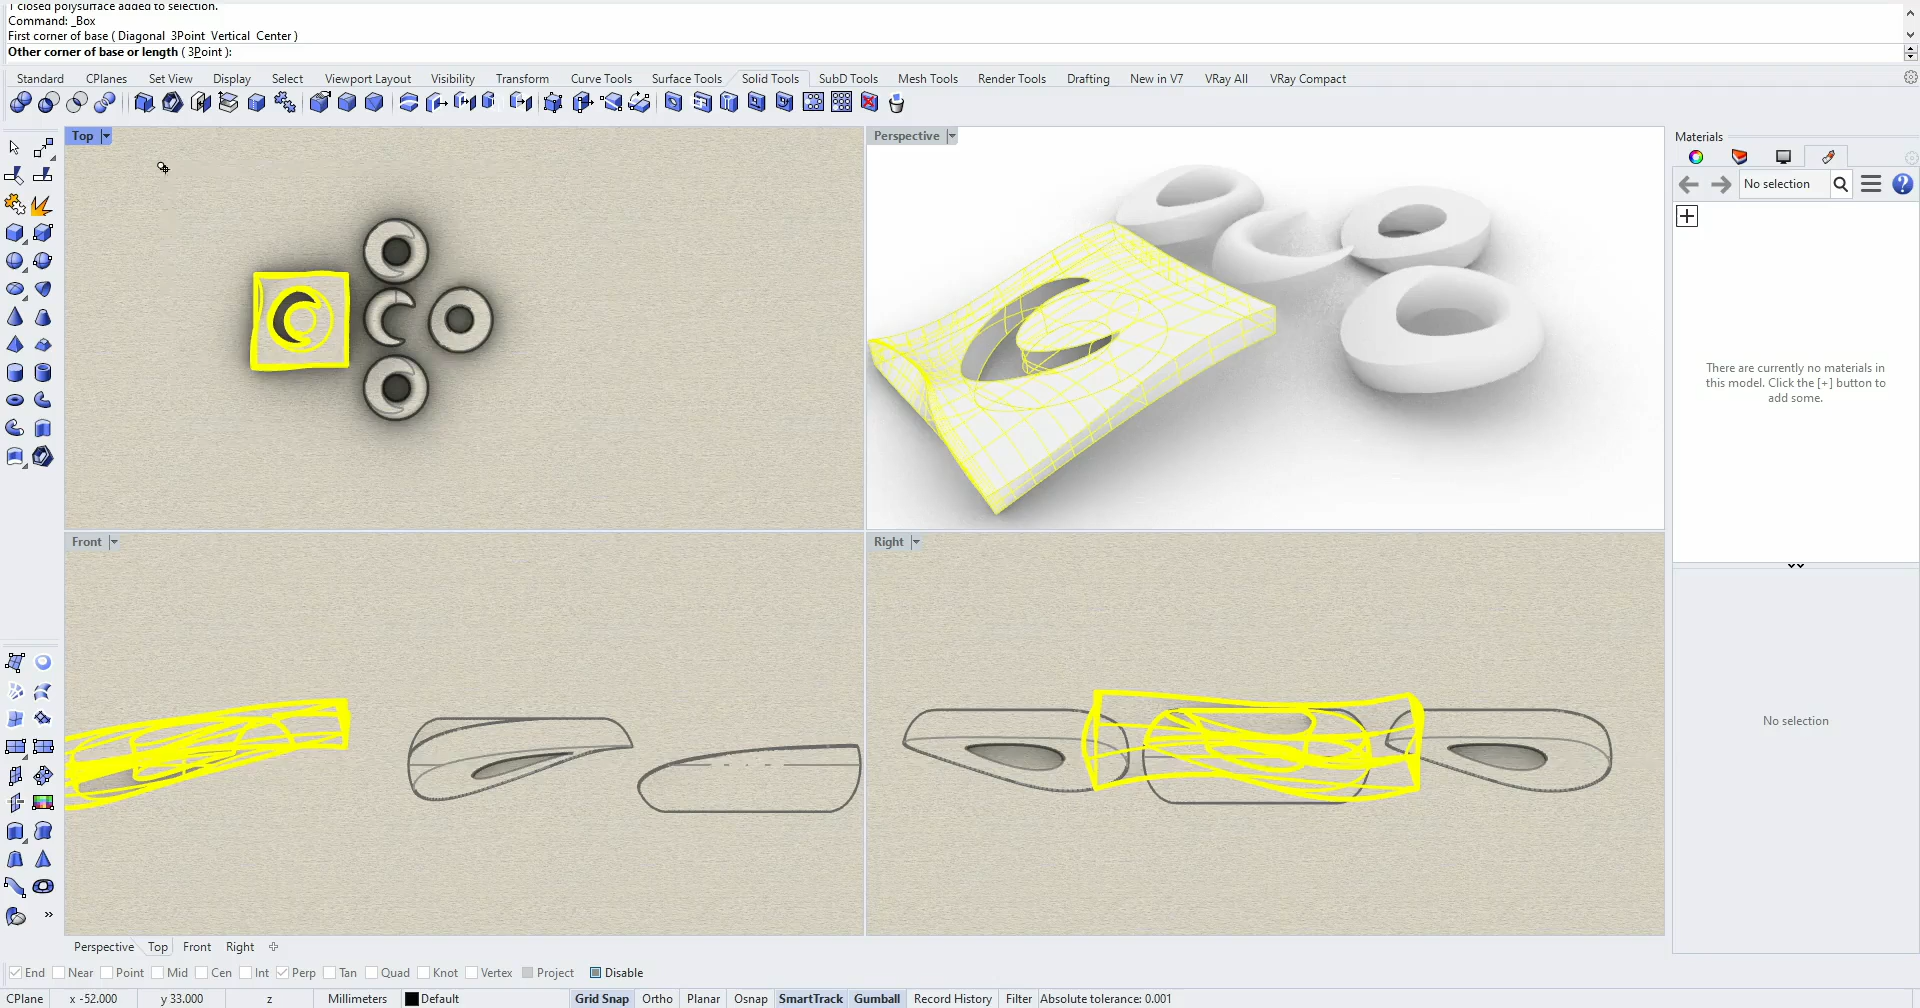 1 closed polysurface added to selection.
Command: _Box
First corner of base ( Diagonal  3Point  Vertical  Center )
Other corner of base or length ( 3Point ):
Standard CPlanes Set View Display Select Viewport Layout Visibility Transform Curve Tools Surface Tools Solid Tools SubD Tools Mesh Tools Render Tools Drafting New in V7 VRay All VRay Compact
Top
Perspective
Materials
No selection
There are currently no materials in
this model. Click the [+] button to
add some.
Front
Right
No selection
Perspective Top Front Right
End Near Point Mid Cen Int Perp Tan Quad Knot Vertex Project Disable
CPlane x -52.000 y 33.000 z Millimeters Default Grid Snap Ortho Planar Osnap SmartTrack Gumball Record History Filter Absolute tolerance: 0.001